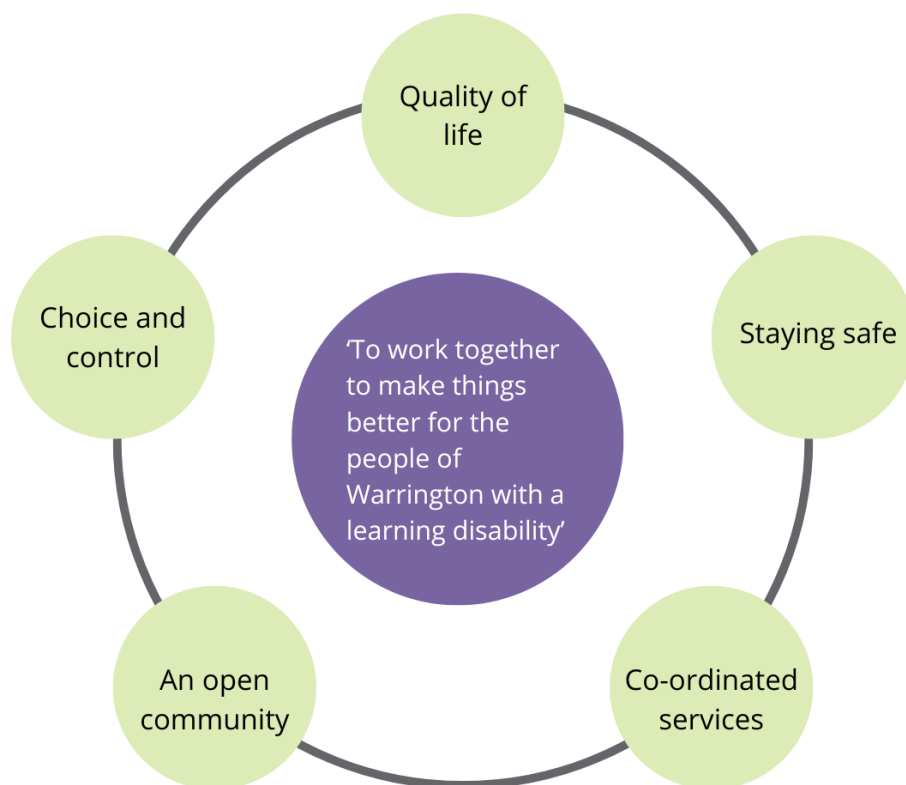 Quality of
life
Choice and
control
Staying safe
‘To work together
to make things
better for the
people of
Warrington with a
learning disability’
An open
community
Co-ordinated
services